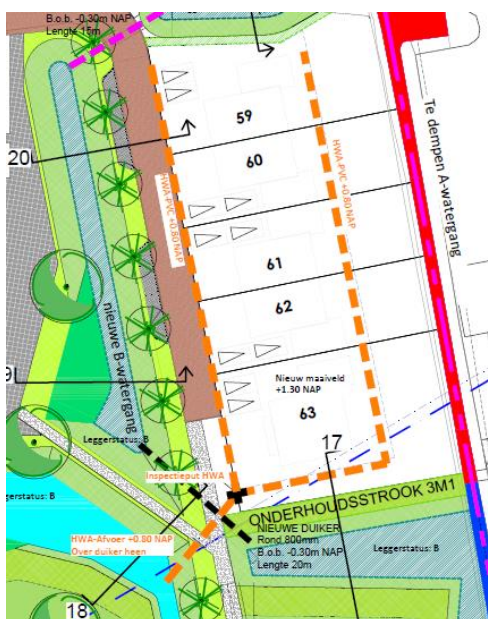 B.o.b. -0.30m NAP
Lengte 15m
59
60
20
HWA-PVC +0.80 NAP
HWA-PVC +0.80 NAP
Te dempen A-watergang
61
62
nieuwe B-watergang
9
Nieuw maaiveld
+1.30 NAP
63
17
Leggerstatus: B
Inspectieput HWA
eggerstatus: B
ONDERHOUDSSTROOK 3M1
NIEUWE DUIKER
Rond 800mm
B.o.b. -0.30m NAP
Lengte 20m
HWA-Afvoer +0.80 NAP
Over duiker heen
Leggerstatus: B
18